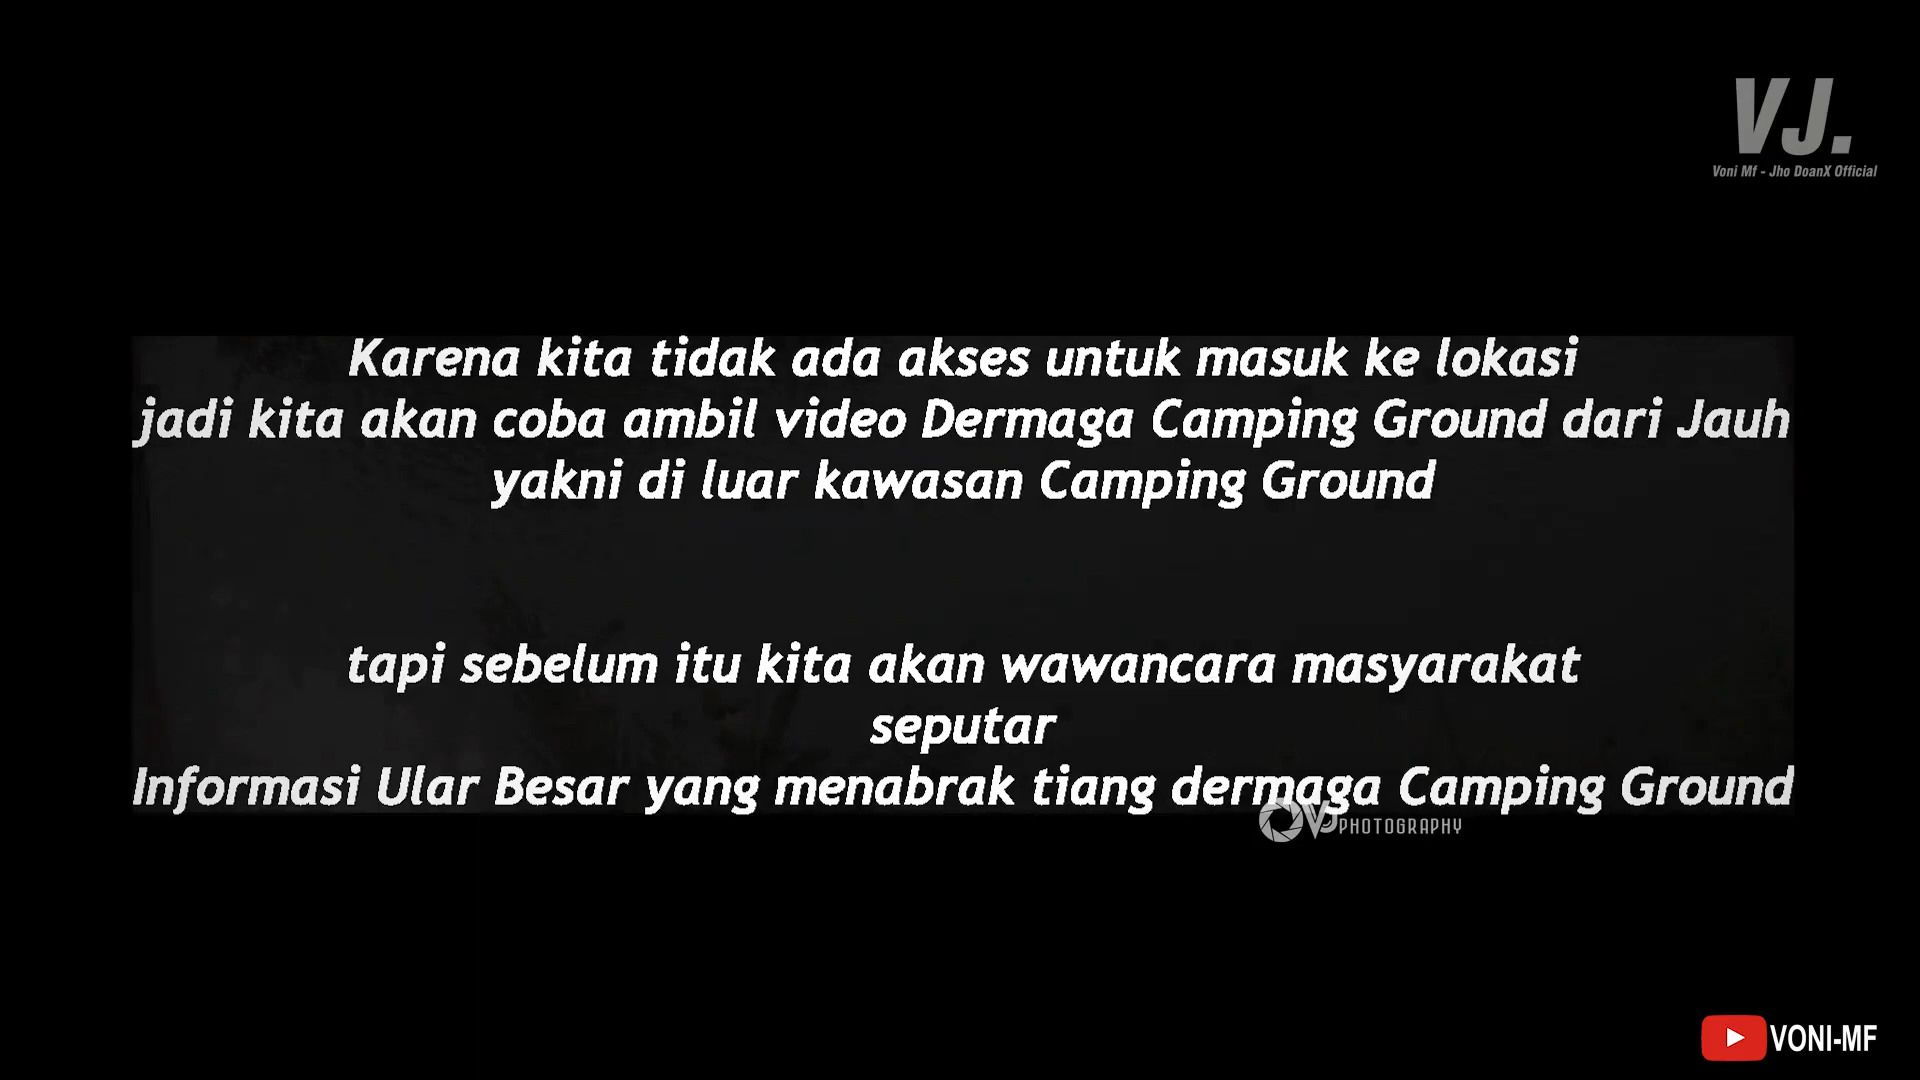 VJ.
Voni Mf - Jho DoanX Official
Karena kita tidak ada akses untuk masuk ke lokasi
jadi kita akan coba ambil video Dermaga Camping Ground dari Jauh
yakni di luar kawasan Camping Ground
tapi sebelum itu kita akan wawancara masyarakat
seputar
Informasi Ular Besar yang menabrak tiang dermaga Camping Ground
VJ PHOTOGRAPHY
VONI-MF